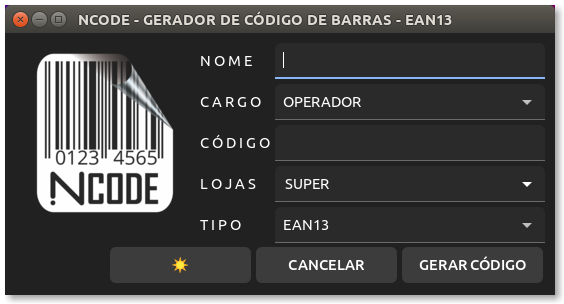 NCODE - GERADOR DE CÓDIGO DE BARRAS - EAN13
NOME
CARGO OPERADOR
CÓDIGO
LOJAS SUPER
TIPO EAN13
0123 4565
NCODE
CANCELAR GERAR CÓDIGO